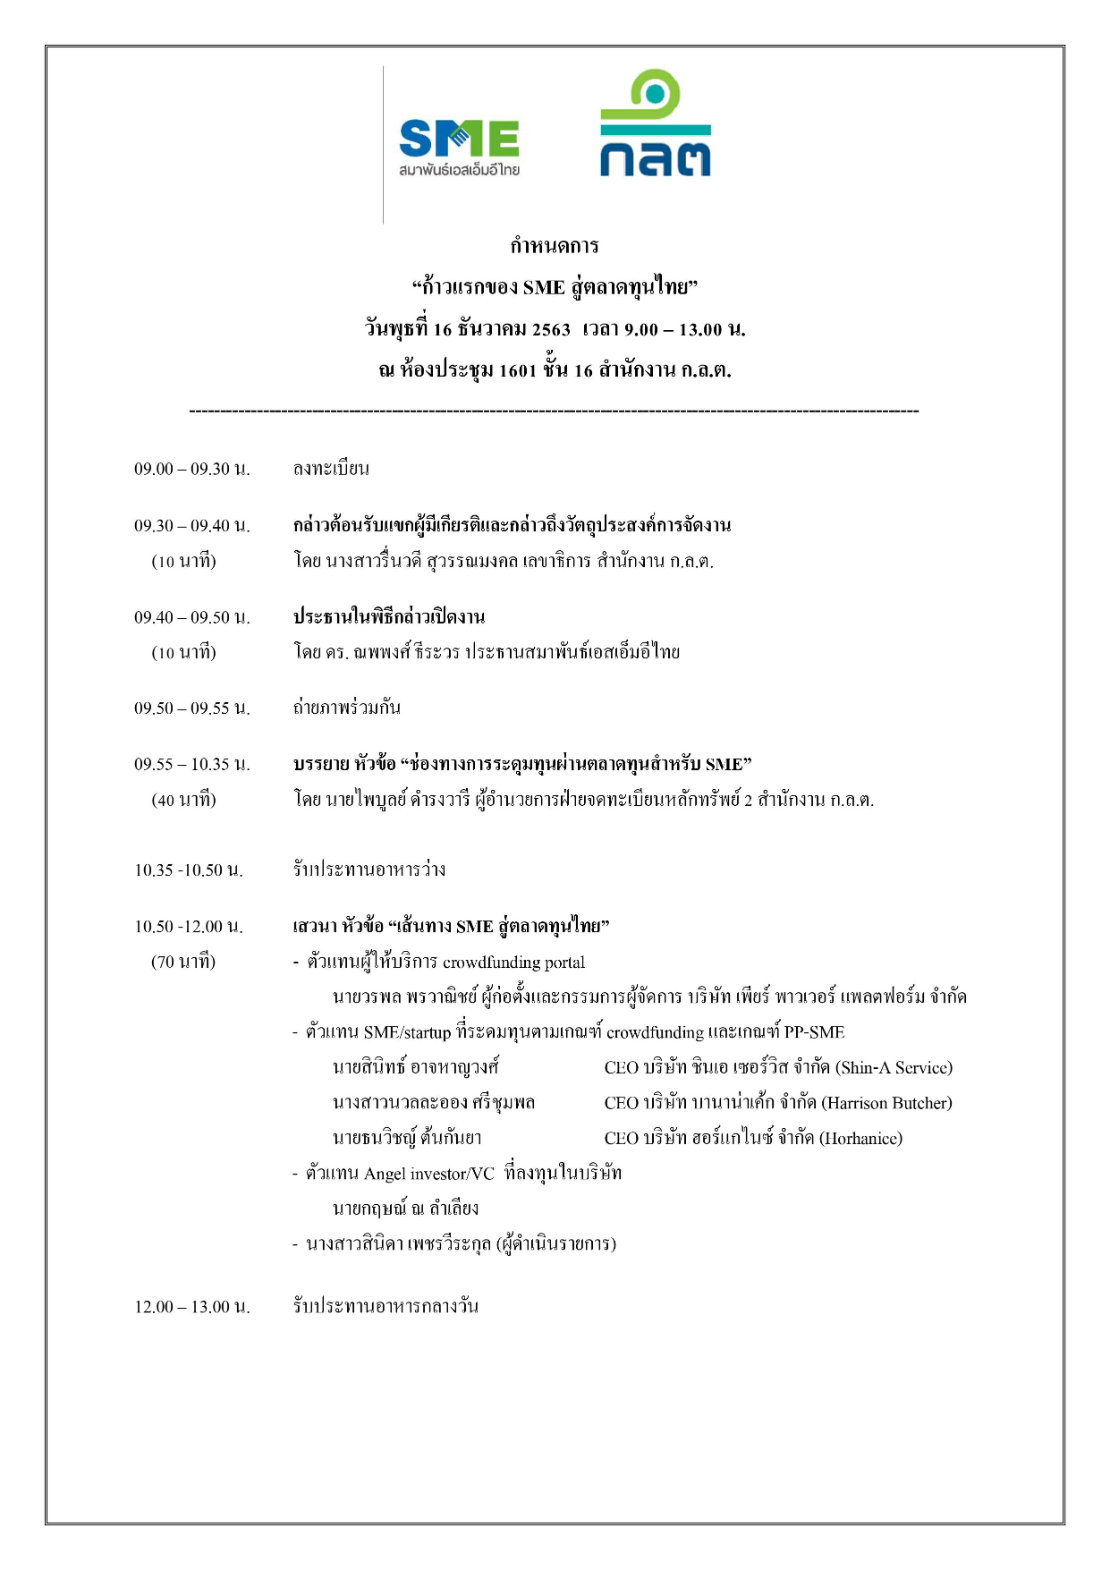 SME
สมาพันธ์เอสเอ็มอีไทย
กลต
กำหนดการ
“ก้าวแรกของ SME สู่ตลาดทุนไทย”
วันพุธที่ 16 ธันวาคม 2563 เวลา 9.00 – 13.00 น.
ณ ห้องประชุม 1601 ชั้น 16 สำนักงาน ก.ล.ต.
09.00 – 09.30 น. ลงทะเบียน
09.30 – 09.40 น. กล่าวต้อนรับแขกผู้มีเกียรติและกล่าวถึงวัตถุประสงค์การจัดงาน
(10 นาที) โดย นางสาวรื่นวดี สุวรรณมงคล เลขาธิการ สำนักงาน ก.ล.ต.
09.40 – 09.50 น. ประธานในพิธีกล่าวเปิดงาน
(10 นาที) โดย ดร. ณพพงศ์ ธีระวร ประธานสมาพันธ์เอสเอ็มอีไทย
09.50 – 09.55 น. ถ่ายภาพร่วมกัน
09.55 – 10.35 น. บรรยาย หัวข้อ “ช่องทางการระดุมทุนผ่านตลาดทุนสำหรับ SME”
(40 นาที) โดย นายไพบูลย์ ดำรงวารี ผู้อำนวยการฝ่ายจดทะเบียนหลักทรัพย์ 2 สำนักงาน ก.ล.ต.
10.35 -10.50 น. รับประทานอาหารว่าง
10.50 -12.00 น. เสวนา หัวข้อ “เส้นทาง SME สู่ตลาดทุนไทย”
(70 นาที) - ตัวแทนผู้ให้บริการ crowdfunding portal
นายวรพล พรวาณิชย์ ผู้ก่อตั้งและกรรมการผู้จัดการ บริษัท เพียร์ พาวเวอร์ แพลตฟอร์ม จำกัด
- ตัวแทน SME/startup ที่ระดมทุนตามเกณฑ์ crowdfunding และเกณฑ์ PP-SME
นายสินิทธ์ อาจหาญวงศ์ CEO บริษัท ชินเอ เซอร์วิส จำกัด (Shin-A Service)
นางสาวนวลละออง ศรีชุมพล CEO บริษัท บานาน่าเค้ก จำกัด (Harrison Butcher)
นายธนวิชญ์ ต้นกันยา CEO บริษัท ฮอร์แกไนซ์ จำกัด (Horhanice)
- ตัวแทน Angel investor/VC ที่ลงทุนในบริษัท
นายกฤษณ์ ณ ลำเลียง
- นางสาวสินิดา เพชรวีระกุล (ผู้ดำเนินรายการ)
12.00 – 13.00 น. รับประทานอาหารกลางวัน